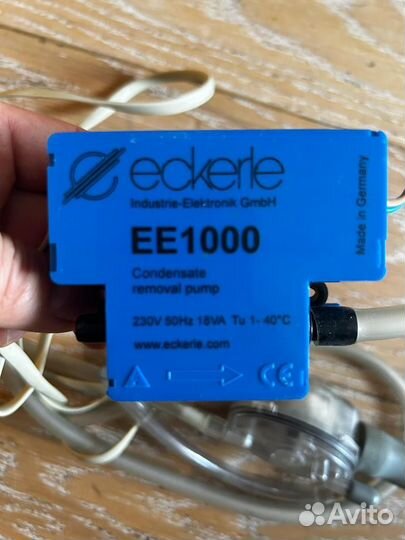 eckerle
Industrie-Elektronik GmbH
EE1000
Condensate
removal pump
230V 50Hz 18VA Tu 1- 40°C
www.eckerle.com
Made in Germany
CE
Avito